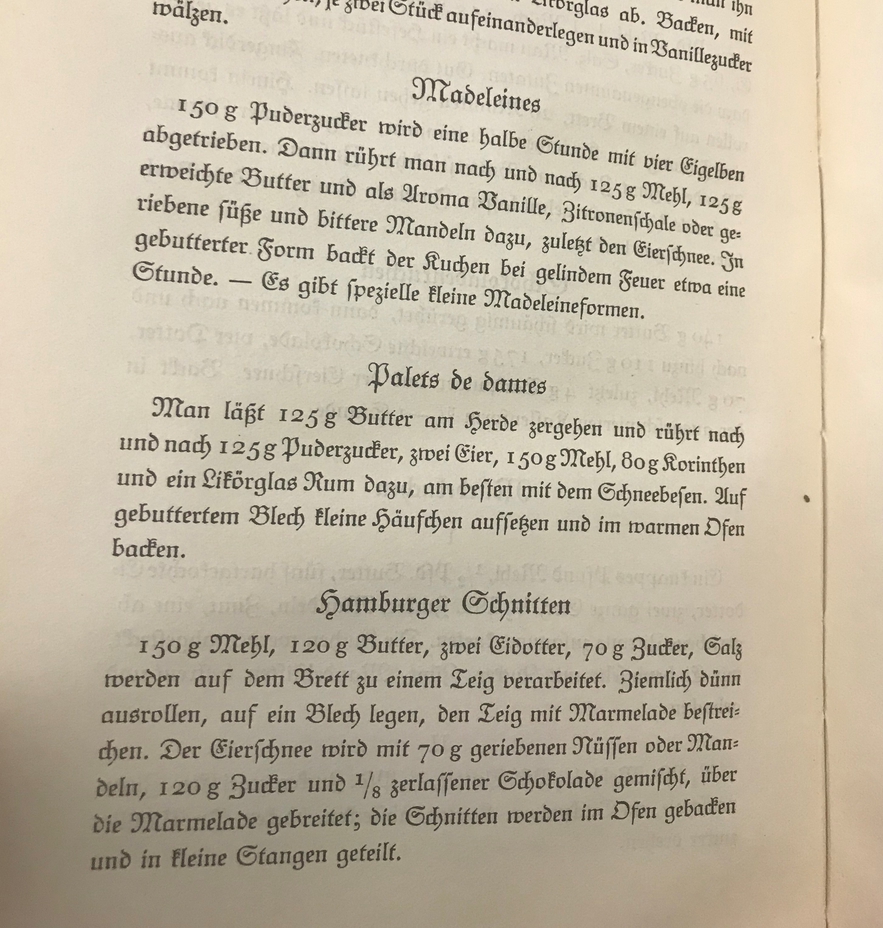 Likörglas ab. Backen, mit
je zwei Stück aufeinanderlegen und in Vanillezucker
wälzen.
Madeleines
150 g Puderzucker wird eine halbe Stunde mit vier Eigelben
abgetrieben. Dann rührt man nach und nach 125 g Mehl, 125 g
erweichte Butter und als Aroma Vanille, Zitronenschale oder ge-
riebene süße und bittere Mandeln dazu, zuletzt den Eierschnee. In
gebutterter Form backt der Kuchen bei gelindem Feuer etwa eine
Stunde. — Es gibt spezielle kleine Madeleineformen.
Palets de dames
Man läßt 125 g Butter am Herde zergehen und rührt nach
und nach 125 g Puderzucker, zwei Eier, 150 g Mehl, 80 g Korinthen
und ein Likörglas Rum dazu, am besten mit dem Schneebesen. Auf
gebuttertem Blech kleine Häufchen aufsetzen und im warmen Ofen
backen.
Hamburger Schnitten
150 g Mehl, 120 g Butter, zwei Eidotter, 70 g Zucker, Salz
werden auf dem Brett zu einem Teig verarbeitet. Ziemlich dünn
ausrollen, auf ein Blech legen, den Teig mit Marmelade bestrei-
chen. Der Eierschnee wird mit 70 g geriebenen Nüssen oder Man-
deln, 120 g Zucker und 1/8 zerlassener Schokolade gemischt, über
die Marmelade gebreitet; die Schnitten werden im Ofen gebacken
und in kleine Stangen geteilt.